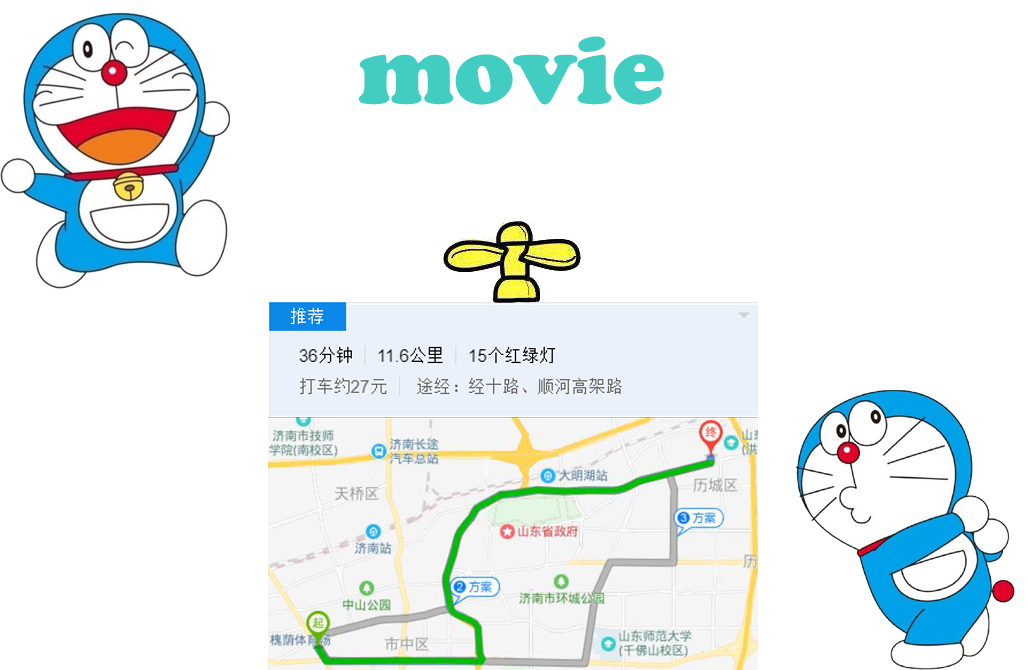 movie
推荐
36分钟 11.6公里 15个红绿灯
打车约27元 途经：经十路、顺河高架路
济南市技师
学院(南校区)
济南长途
汽车总站
终
大明湖站
历城区
天桥区
3 方案
山东省政府
济南站
2 方案
中山公园
济南市环城公园
起
槐荫体育场
市中区
山东师范大学
(千佛山校区)